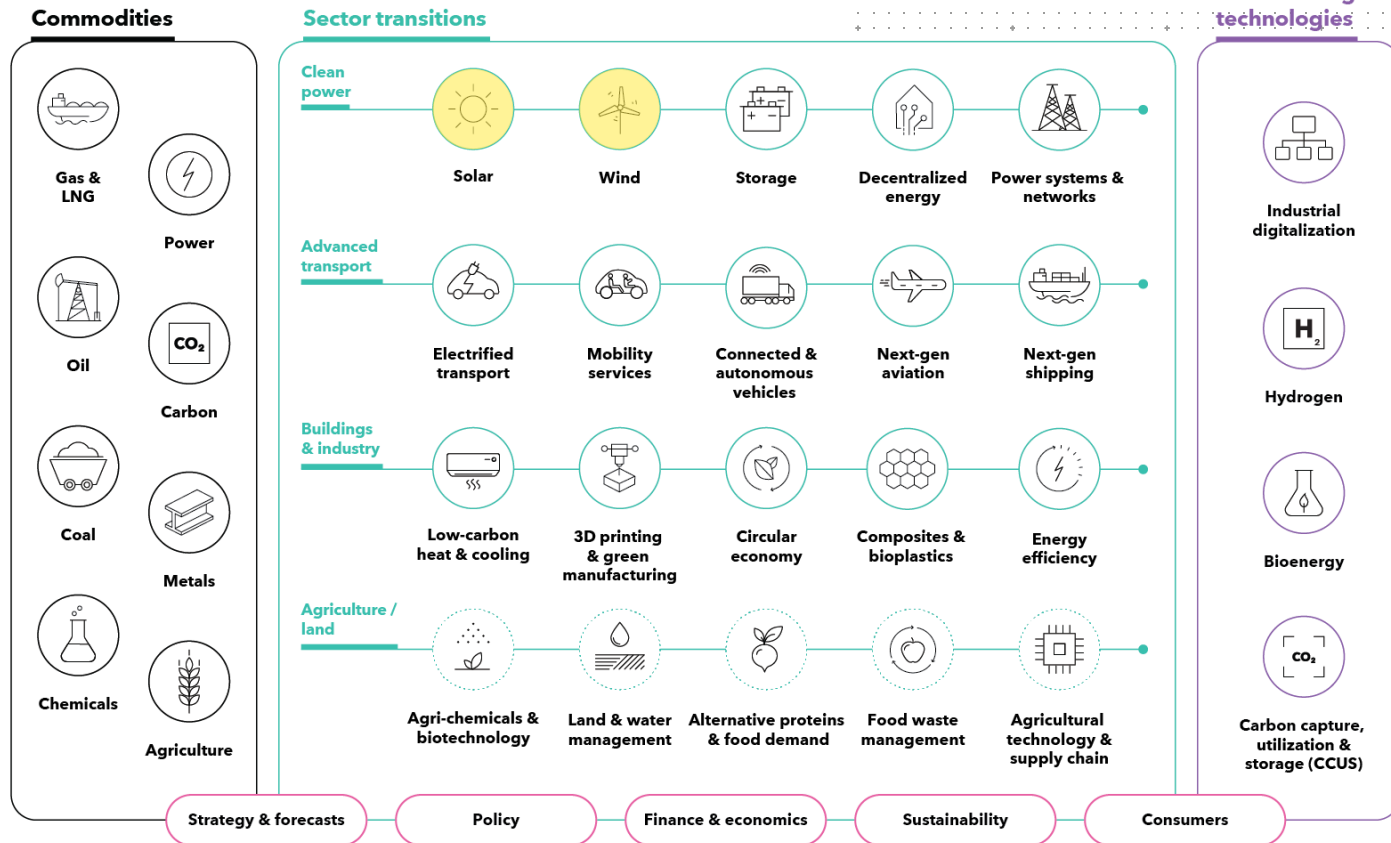 Commodities
Gas &
LNG
Power
Oil
CO₂
Carbon
Coal
Metals
Chemicals
Agriculture
Sector transitions
Clean
power
Solar
Wind
Storage
Decentralized
energy
Power systems &
networks
Advanced
transport
Electrified
transport
Mobility
services
Connected &
autonomous
vehicles
Next-gen
aviation
Next-gen
shipping
Buildings
& industry
Low-carbon
heat & cooling
3D printing
& green
manufacturing
Circular
economy
Composites &
bioplastics
Energy
efficiency
Agriculture /
land
Agri-chemicals &
biotechnology
Land & water
management
Alternative proteins
& food demand
Food waste
management
Agricultural
technology &
supply chain
technologies
Industrial
digitalization
H₂
Hydrogen
Bioenergy
CO₂
Carbon capture,
utilization &
storage (CCUS)
Strategy & forecasts
Policy
Finance & economics
Sustainability
Consumers